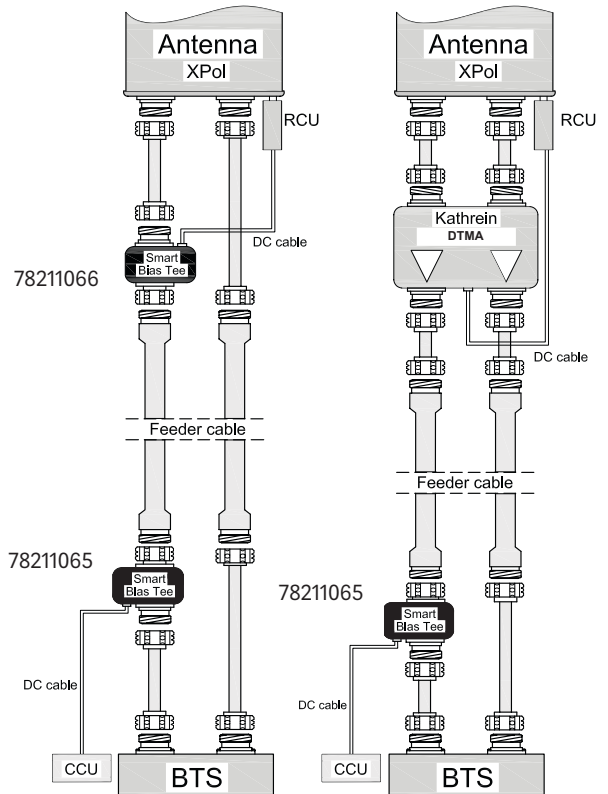 Antenna
XPol
RCU
Smart
Bias Tee
DC cable
78211066
Feeder cable
78211065
Smart
Bias Tee
DC cable
CCU
BTS
Antenna
XPol
RCU
Kathrein
DTMA
DC cable
Feeder cable
78211065
Smart
Bias Tee
DC cable
CCU
BTS